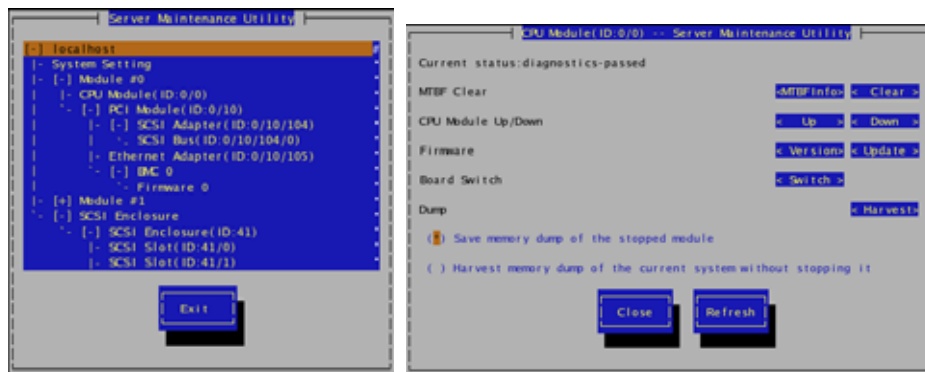 Server Maintenance Utility
[-] localhost
|- System Setting
|- [-] Module #0
| |- CPU Module(ID:0/0)
| `- [-] PCI Module(ID:0/10)
| |- [-] SCSI Adapter(ID:0/10/104)
| | `- SCSI Bus(ID:0/10/104/0)
| |- Ethernet Adapter(ID:0/10/105)
| `- [-] BMC 0
| `- Firmware 0
|- [+] Module #1
`- [-] SCSI Enclosure
`- [-] SCSI Enclosure(ID:41)
|- SCSI Slot(ID:41/0)
|- SCSI Slot(ID:41/1)
Exit
CPU Module(ID:0/0) -- Server Maintenance Utility
Current status:diagnostics-passed
MTBF Clear <MTBFInfo> < Clear >
CPU Module Up/Down < Up > < Down >
Firmware < Version> < Update >
Board Switch < Switch >
Dump < Harvest>
(*) Save memory dump of the stopped module
( ) Harvest memory dump of the current system without stopping it
Close Refresh